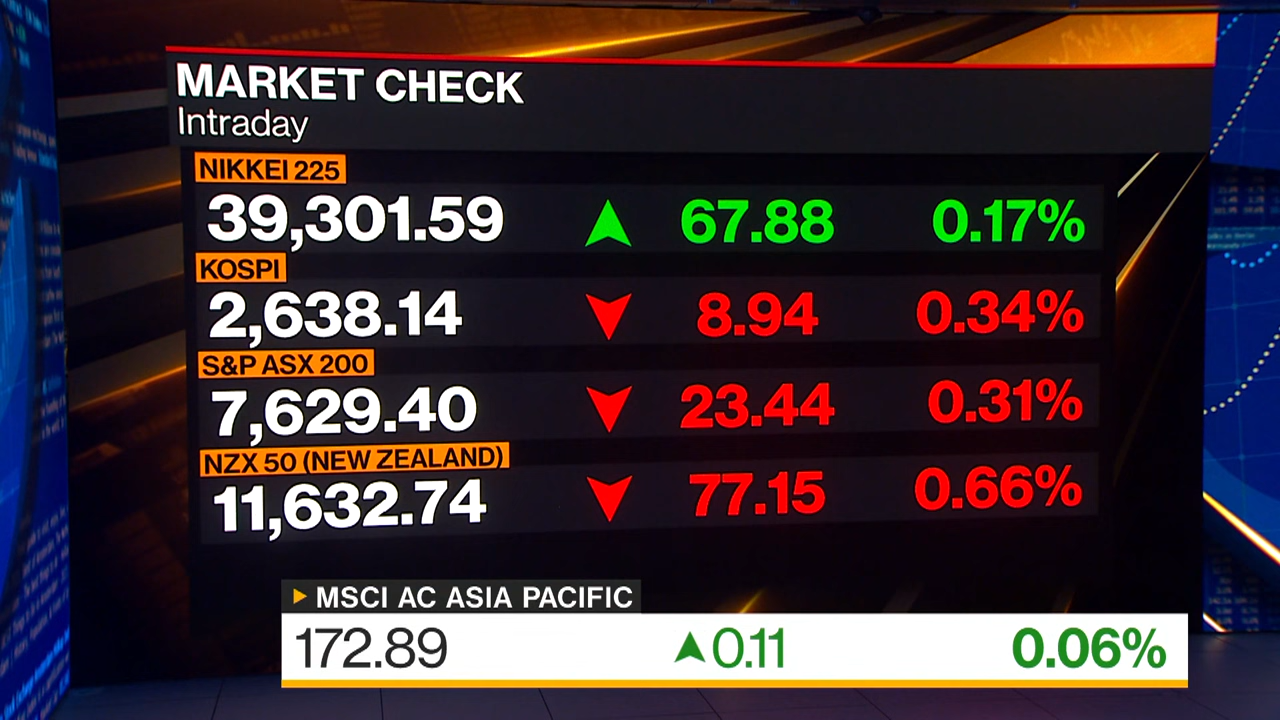 MARKET CHECK
Intraday
NIKKEI 225
39,301.59 ▲ 67.88 0.17%
KOSPI
2,638.14 ▼ 8.94 0.34%
S&P ASX 200
7,629.40 ▼ 23.44 0.31%
NZX 50 (NEW ZEALAND)
11,632.74 ▼ 77.15 0.66%
MSCI AC ASIA PACIFIC
172.89 ▲ 0.11 0.06%